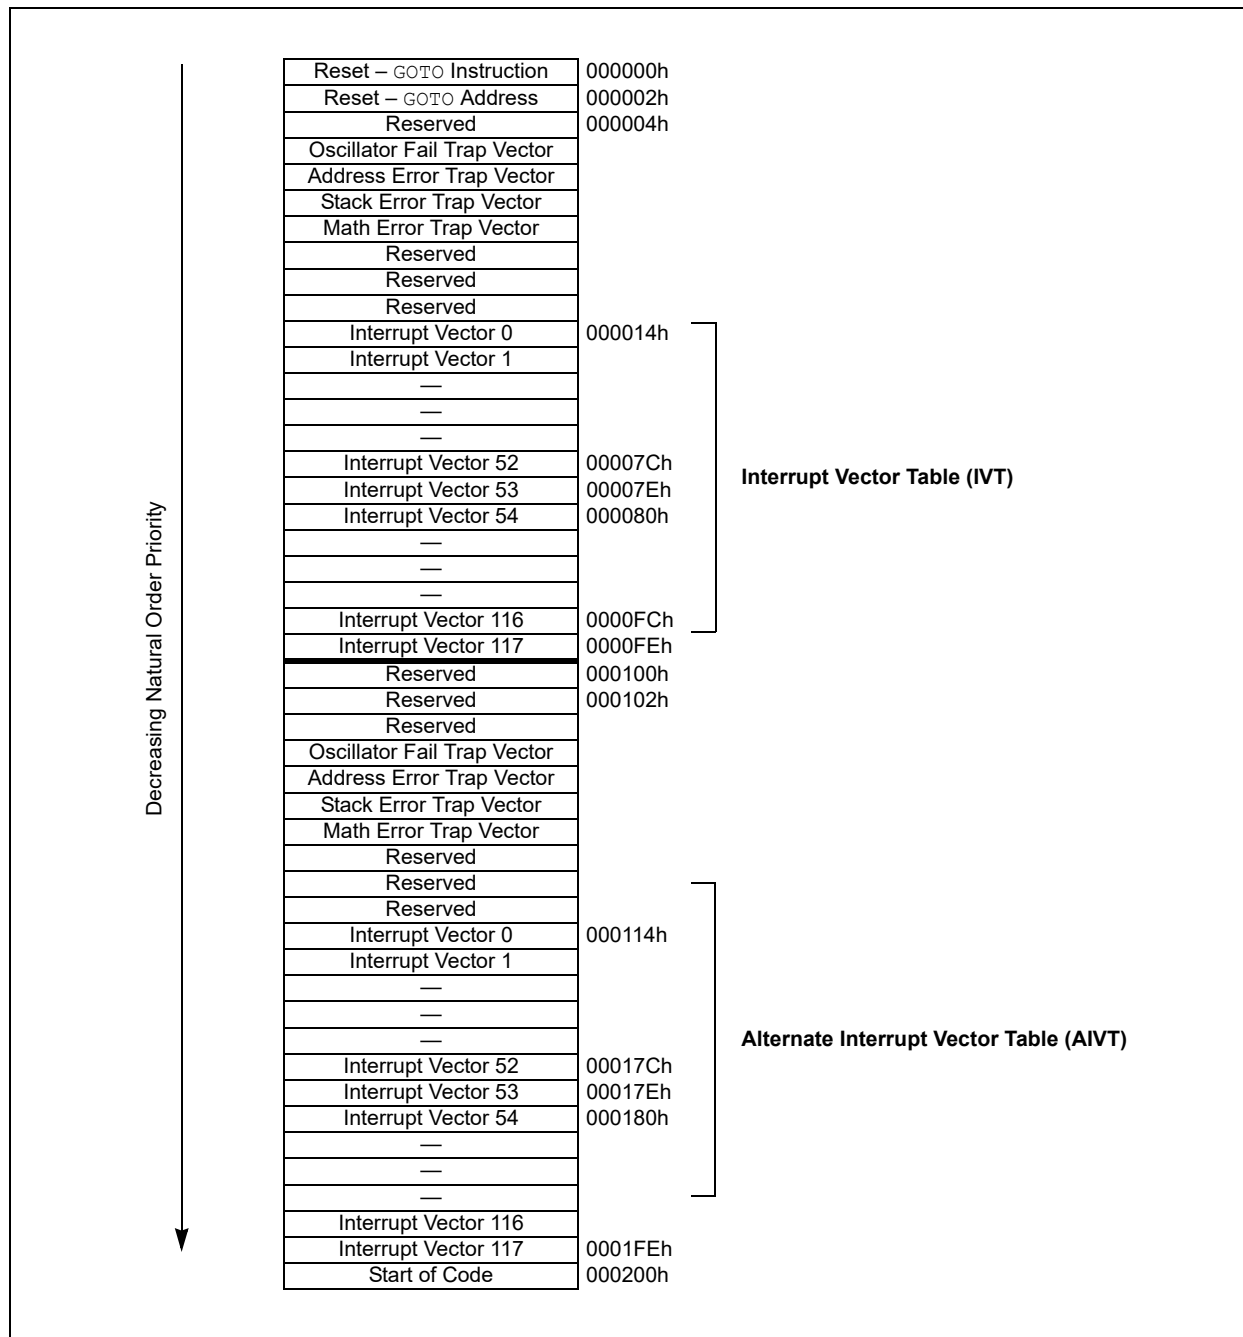 Reset – GOTO Instruction 000000h
Reset – GOTO Address 000002h
Reserved 000004h
Oscillator Fail Trap Vector
Address Error Trap Vector
Stack Error Trap Vector
Math Error Trap Vector
Reserved
Reserved
Reserved
Interrupt Vector 0 000014h
Interrupt Vector 1
—
—
—
Interrupt Vector 52 00007Ch
Interrupt Vector 53 00007Eh
Interrupt Vector 54 000080h
—
—
—
Interrupt Vector 116 0000FCh
Interrupt Vector 117 0000FEh
Reserved 000100h
Reserved 000102h
Reserved
Oscillator Fail Trap Vector
Address Error Trap Vector
Stack Error Trap Vector
Math Error Trap Vector
Reserved
Reserved
Reserved
Interrupt Vector 0 000114h
Interrupt Vector 1
—
—
—
Interrupt Vector 52 00017Ch
Interrupt Vector 53 00017Eh
Interrupt Vector 54 000180h
—
—
—
Interrupt Vector 116
Interrupt Vector 117 0001FEh
Start of Code 000200h
Decreasing Natural Order Priority
Interrupt Vector Table (IVT)
Alternate Interrupt Vector Table (AIVT)